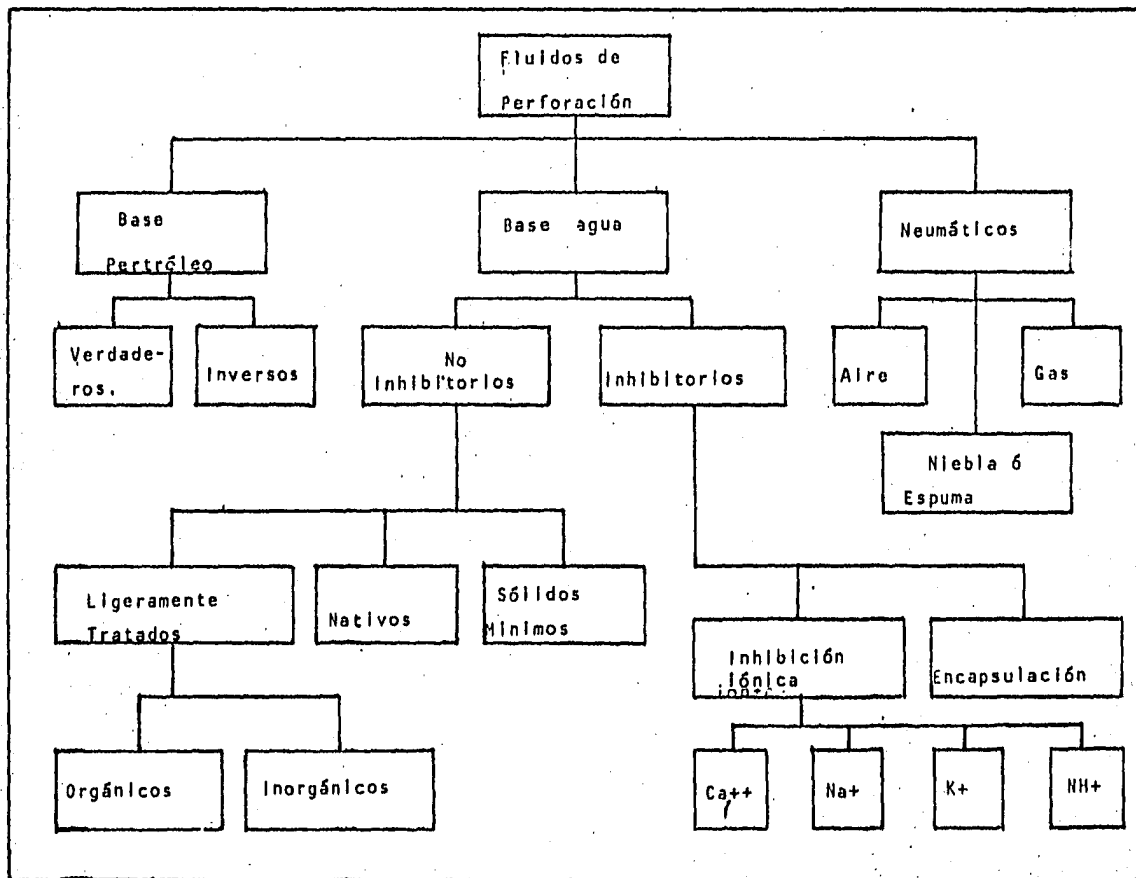 Fluidos de
Perforación
Base
Pertróleo
Base agua
Neumáticos
Verdade-
ros.
Inversos
No
Inhibitorios
Inhibitorios
Aire
Gas
Niebla ó
Espuma
Ligeramente
Tratados
Nativos
Sólidos
Mínimos
Inhibición
Iónica
Encapsulación
Orgánicos
Inorgánicos
Ca++
Na+
K+
NH+